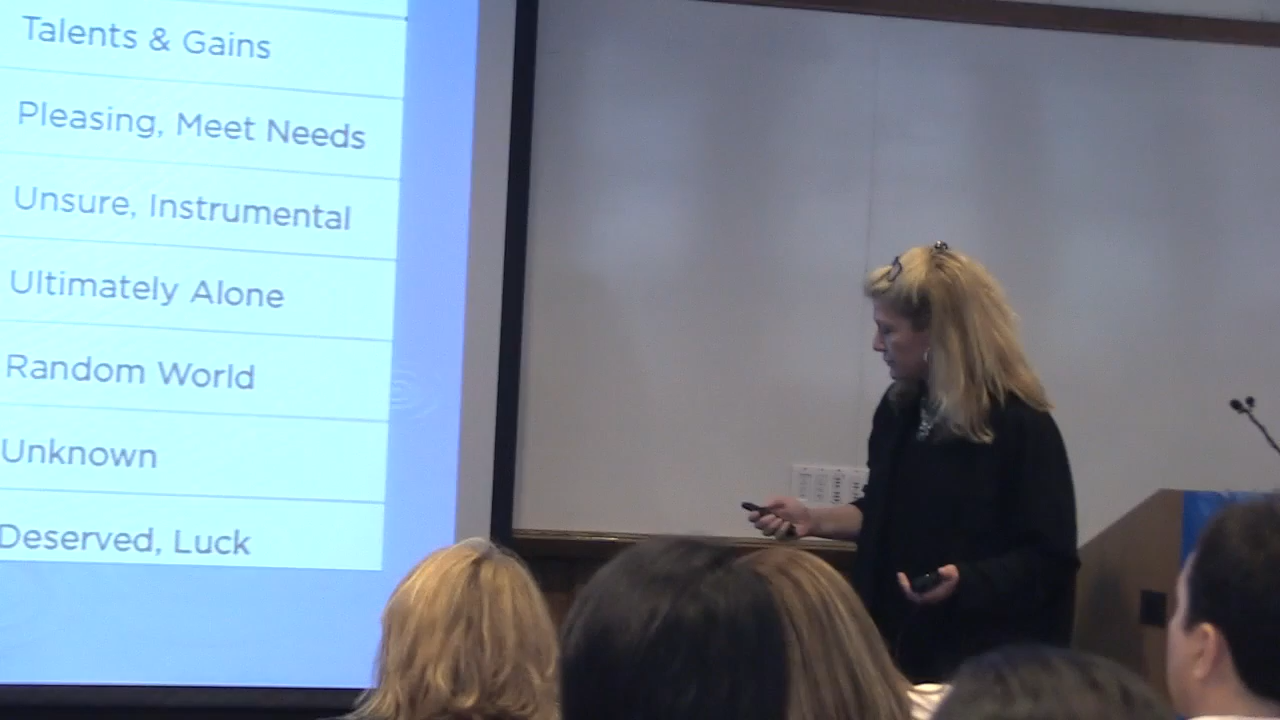 Talents & Gains
Pleasing, Meet Needs
Unsure, Instrumental
Ultimately Alone
Random World
Unknown
Deserved, Luck